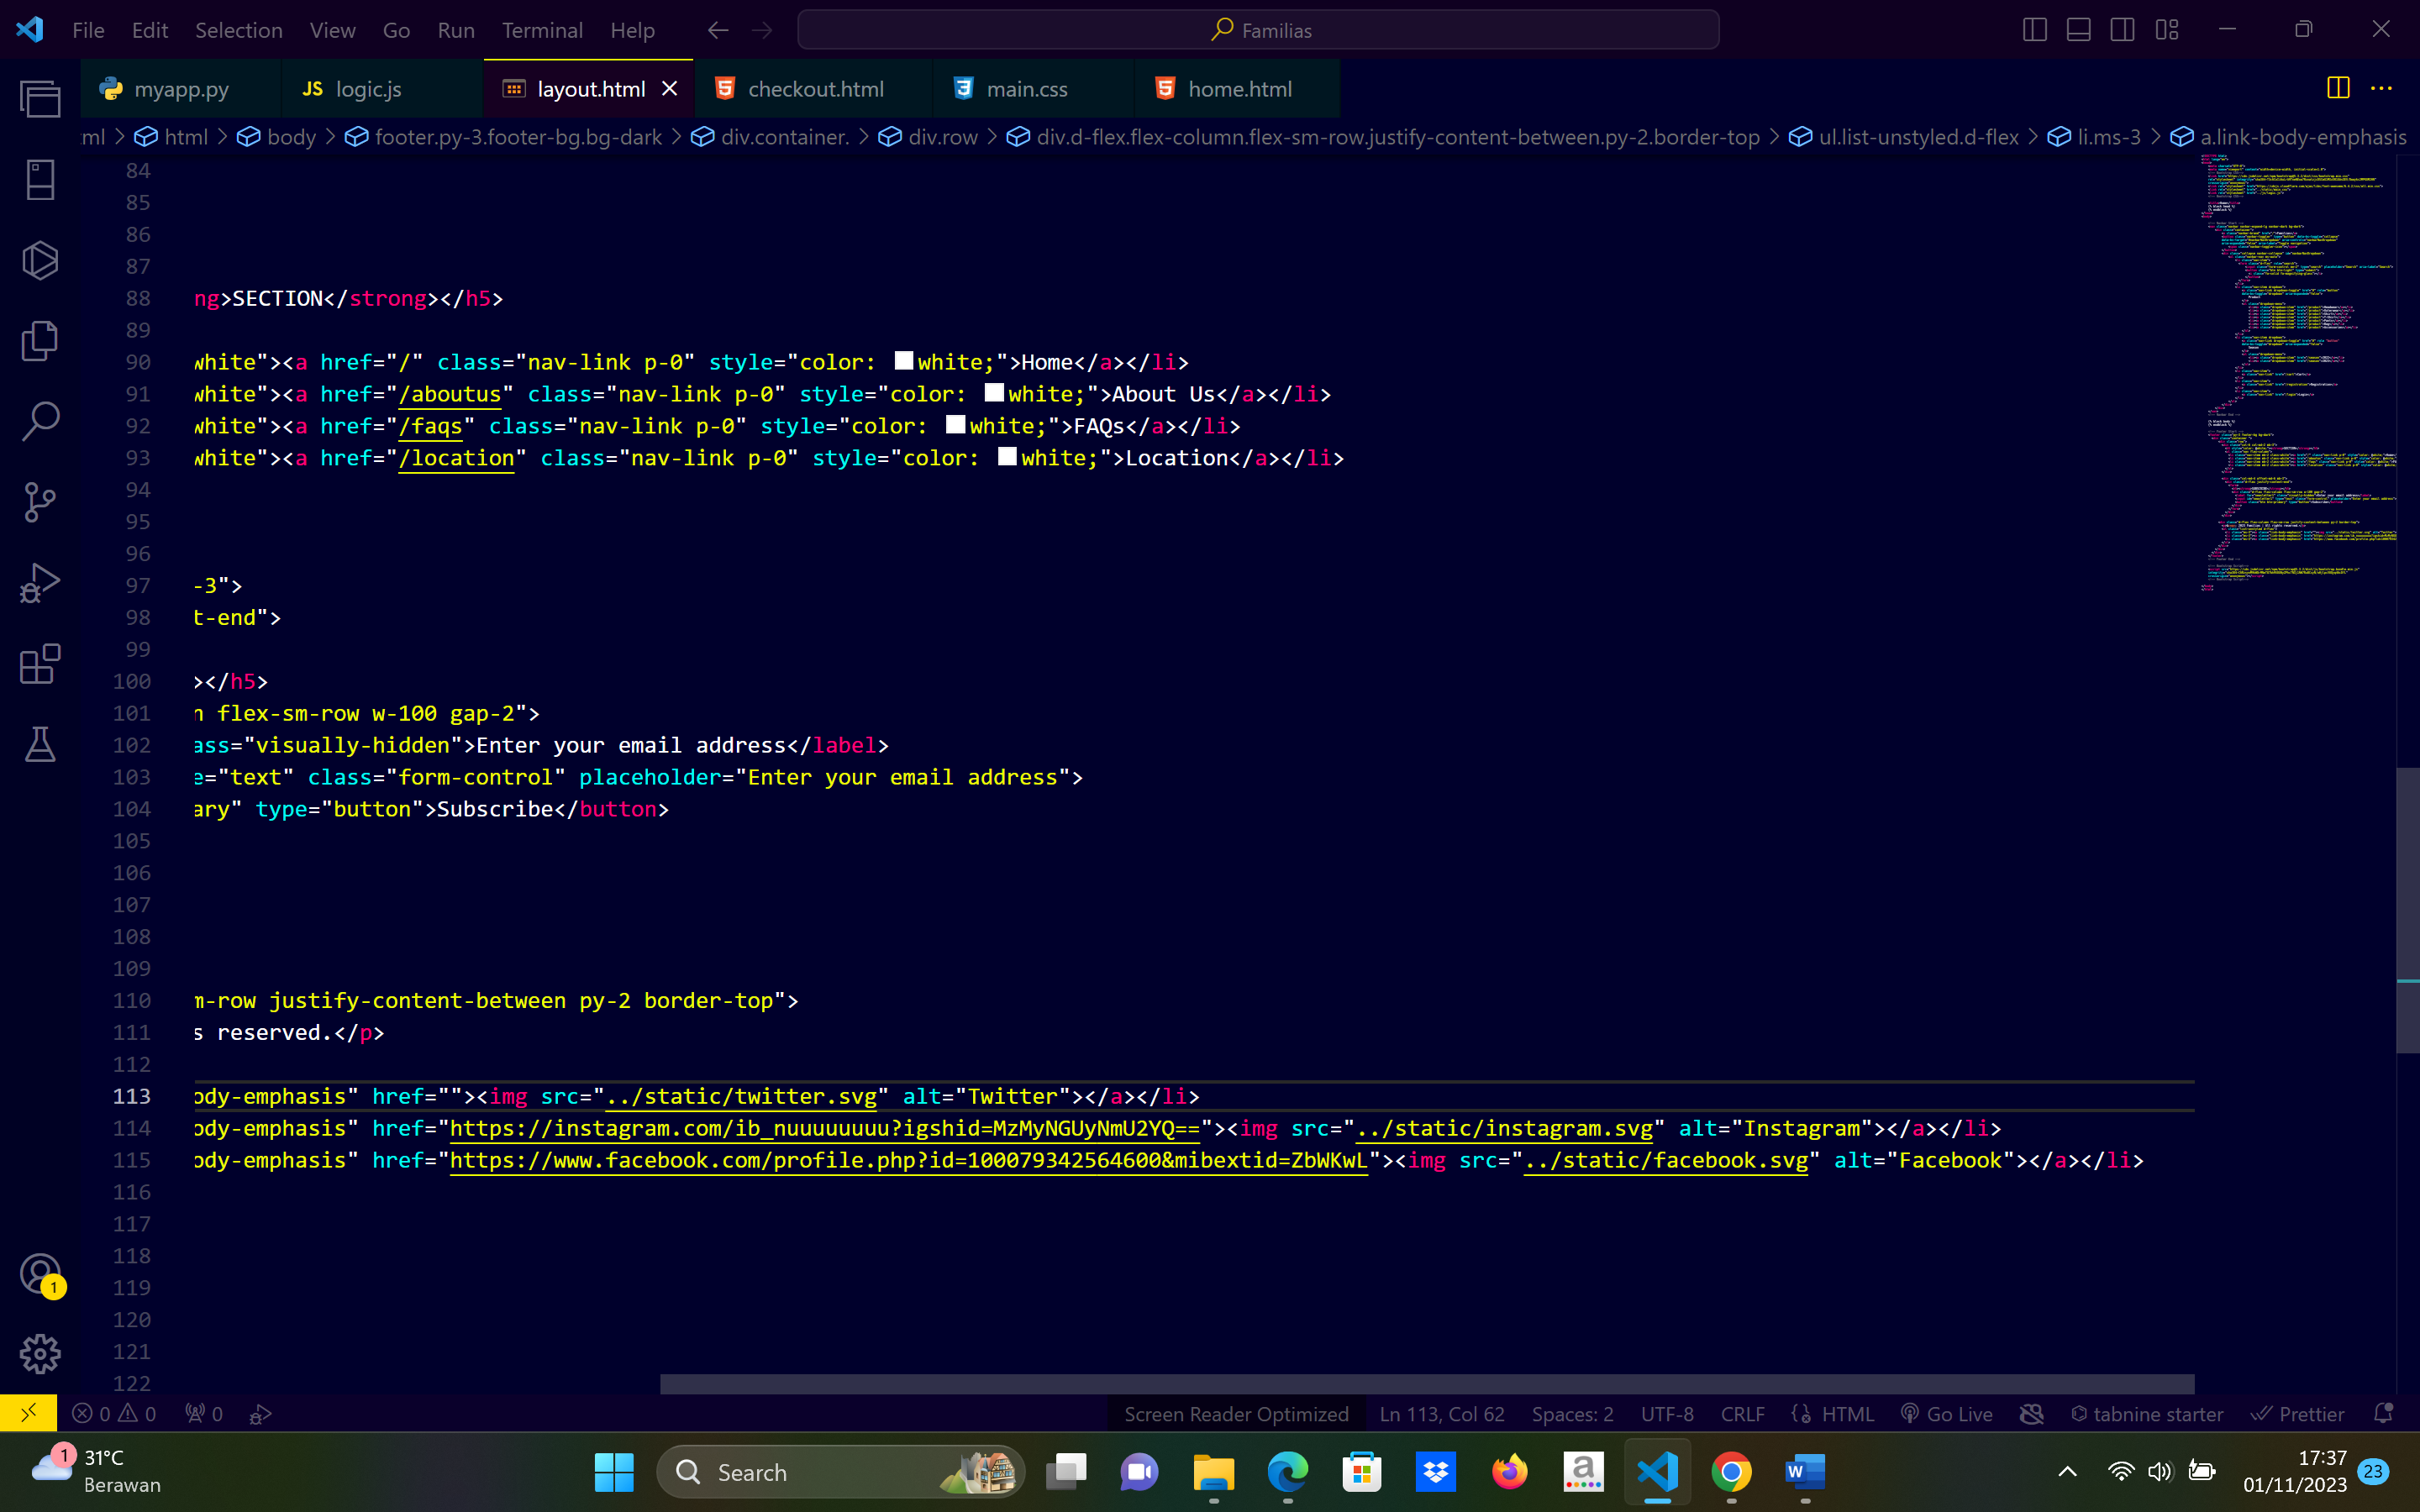 File Edit Selection View Go Run Terminal Help Familias
myapp.py JS logic.js layout.html checkout.html main.css home.html
ml > html > body > footer.py-3.footer-bg.bg-dark > div.container. > div.row > div.d-flex.flex-column.flex-sm-row.justify-content-between.py-2.border-top > ul.list-unstyled.d-flex > li.ms-3 > a.link-body-emphasis
84
85
86
87
88 ng>SECTION</strong></h5>
89
90 white"><a href="/" class="nav-link p-0" style="color: white;">Home</a></li>
91 white"><a href="/aboutus" class="nav-link p-0" style="color: white;">About Us</a></li>
92 white"><a href="/faqs" class="nav-link p-0" style="color: white;">FAQs</a></li>
93 white"><a href="/location" class="nav-link p-0" style="color: white;">Location</a></li>
94
95
96
97 -3">
98 t-end">
99
100 ></h5>
101 n flex-sm-row w-100 gap-2">
102 ass="visually-hidden">Enter your email address</label>
103 e="text" class="form-control" placeholder="Enter your email address">
104 ary" type="button">Subscribe</button>
105
106
107
108
109
110 m-row justify-content-between py-2 border-top">
111 s reserved.</p>
112
113 ody-emphasis" href=""><img src="../static/twitter.svg" alt="Twitter"></a></li>
114 ody-emphasis" href="https://instagram.com/ib_nuuuuuuuu?igshid=MzMyNGUyNmU2YQ=="><img src="../static/instagram.svg" alt="Instagram"></a></li>
115 ody-emphasis" href="https://www.facebook.com/profile.php?id=100079342564600&mibextid=ZbWKwL"><img src="../static/facebook.svg" alt="Facebook"></a></li>
116
117
118
119
120
121
122
1
0 0 0 Screen Reader Optimized Ln 113, Col 62 Spaces: 2 UTF-8 CRLF {} HTML Go Live tabnine starter Prettier
1 31°C
Berawan
Search
17:37
01/11/2023
23